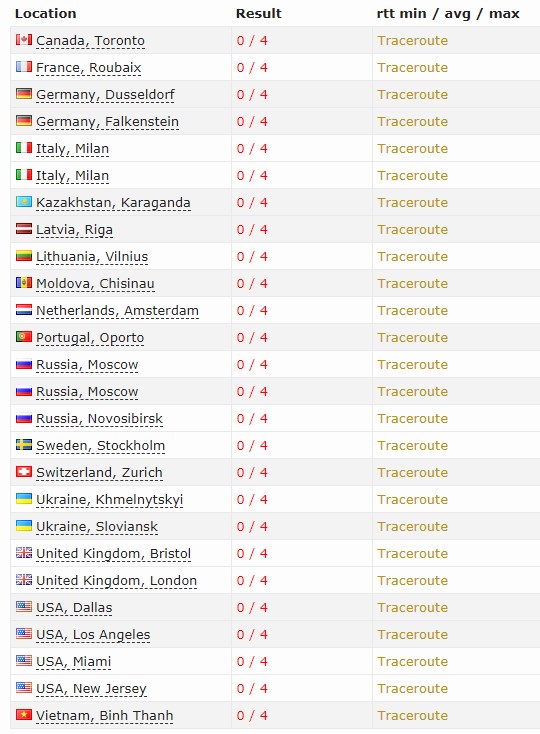 Location Result rtt min / avg / max
Canada, Toronto 0 / 4 Traceroute
France, Roubaix 0 / 4 Traceroute
Germany, Dusseldorf 0 / 4 Traceroute
Germany, Falkenstein 0 / 4 Traceroute
Italy, Milan 0 / 4 Traceroute
Italy, Milan 0 / 4 Traceroute
Kazakhstan, Karaganda 0 / 4 Traceroute
Latvia, Riga 0 / 4 Traceroute
Lithuania, Vilnius 0 / 4 Traceroute
Moldova, Chisinau 0 / 4 Traceroute
Netherlands, Amsterdam 0 / 4 Traceroute
Portugal, Oporto 0 / 4 Traceroute
Russia, Moscow 0 / 4 Traceroute
Russia, Moscow 0 / 4 Traceroute
Russia, Novosibirsk 0 / 4 Traceroute
Sweden, Stockholm 0 / 4 Traceroute
Switzerland, Zurich 0 / 4 Traceroute
Ukraine, Khmelnytskyi 0 / 4 Traceroute
Ukraine, Sloviansk 0 / 4 Traceroute
United Kingdom, Bristol 0 / 4 Traceroute
United Kingdom, London 0 / 4 Traceroute
USA, Dallas 0 / 4 Traceroute
USA, Los Angeles 0 / 4 Traceroute
USA, Miami 0 / 4 Traceroute
USA, New Jersey 0 / 4 Traceroute
Vietnam, Binh Thanh 0 / 4 Traceroute